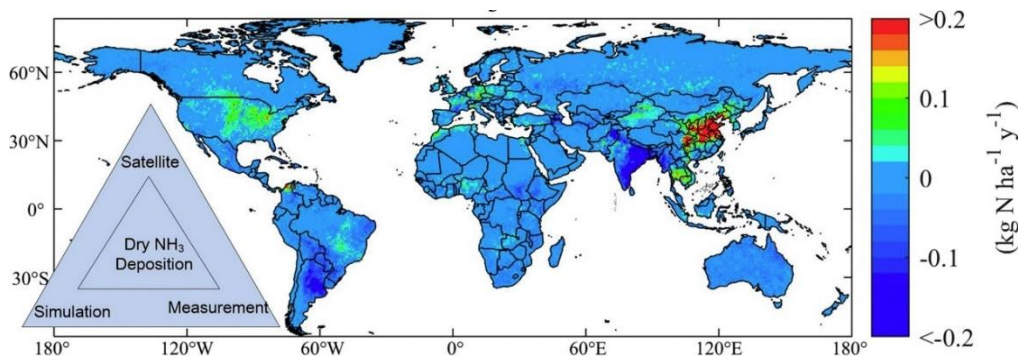 >0.2
0.1
0
-0.1
<-0.2
(kg N ha⁻¹ y⁻¹)
60°N
30°N
0°
30°S
Satellite
Dry NH₃
Deposition
Simulation
Measurement
180°
120°W
60°W
0°
60°E
120°E
180°